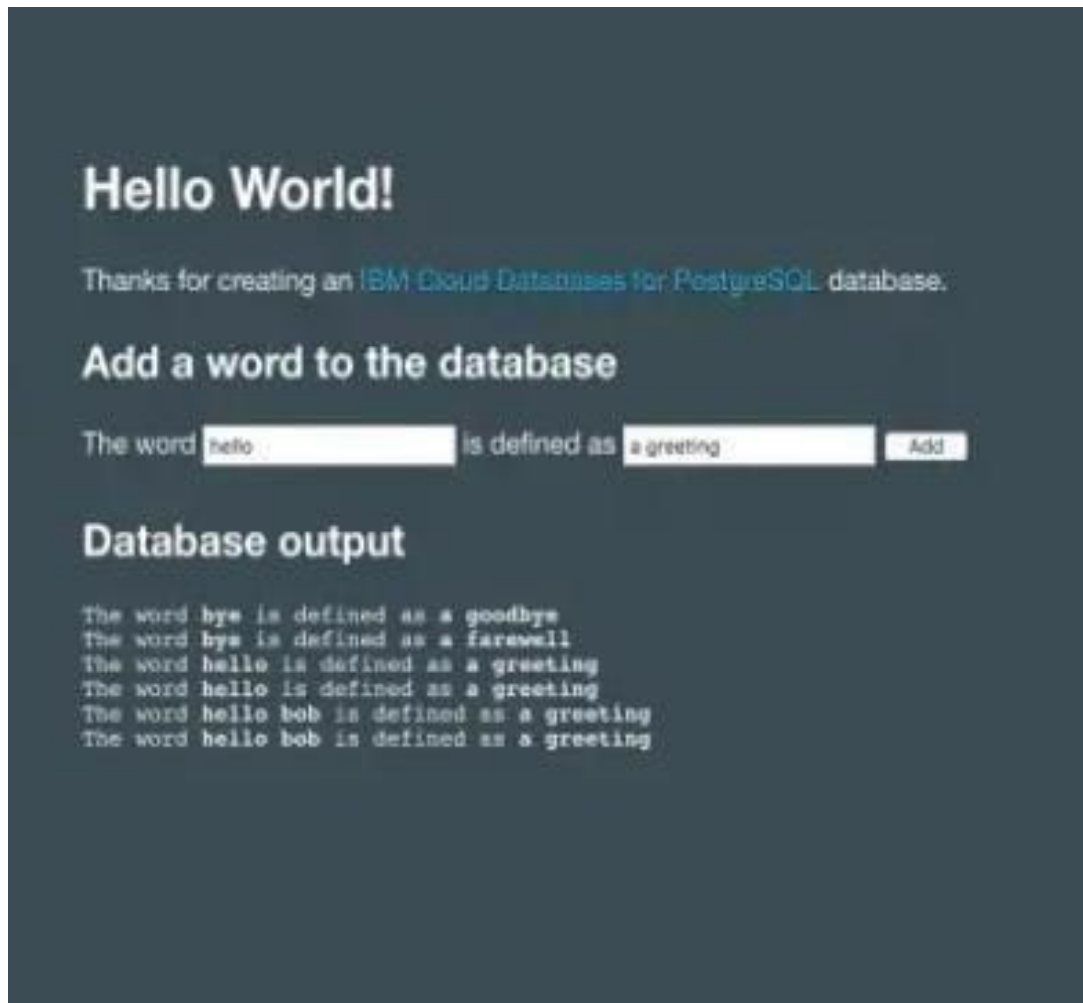 Hello World!
Thanks for creating an IBM Cloud Databases for PostgreSQL database.
Add a word to the database
The word hello is defined as a greeting Add
Database output
The word bye is defined as a goodbye
The word bye is defined as a farewell
The word hello is defined as a greeting
The word hello is defined as a greeting
The word hello bob is defined as a greeting
The word hello bob is defined as a greeting